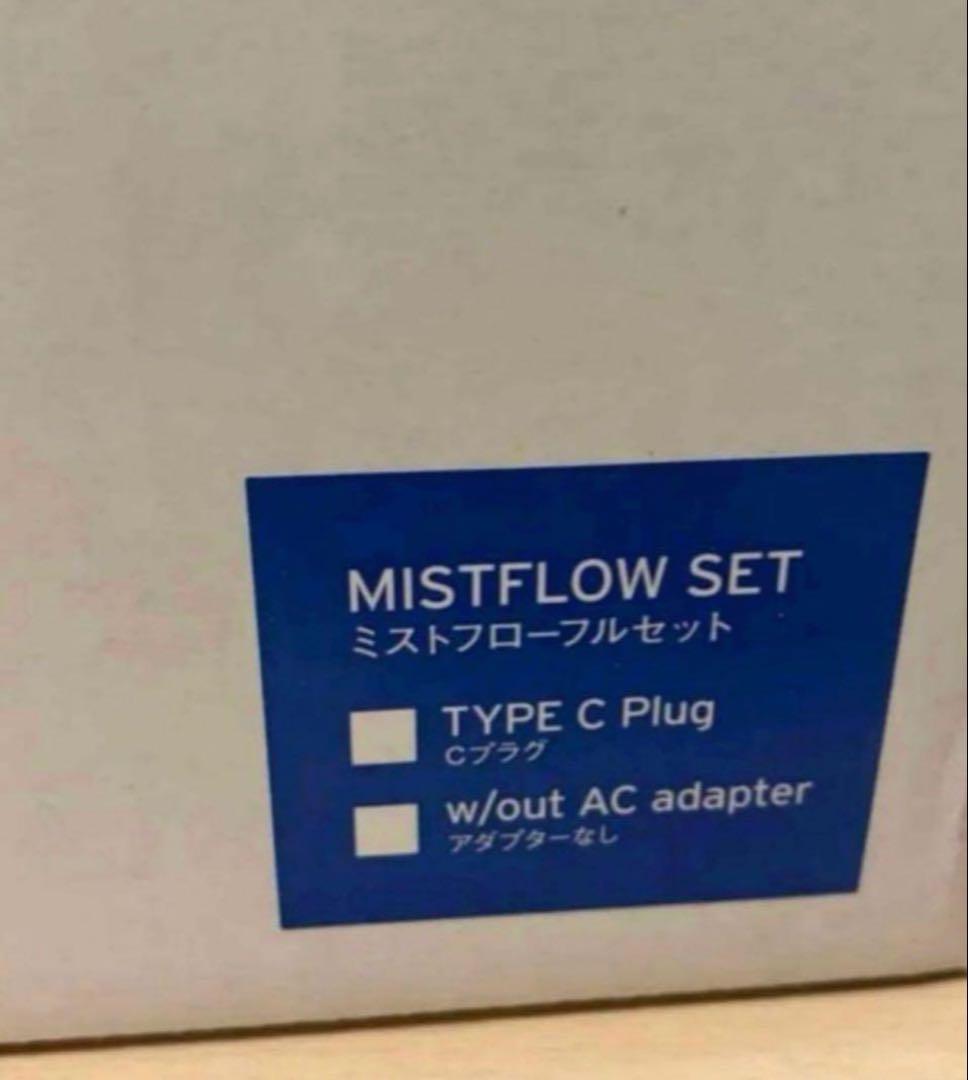 MISTFLOW SET
ミストフローフルセット
TYPE C Plug
Cプラグ
w/out AC adapter
アダプターなし